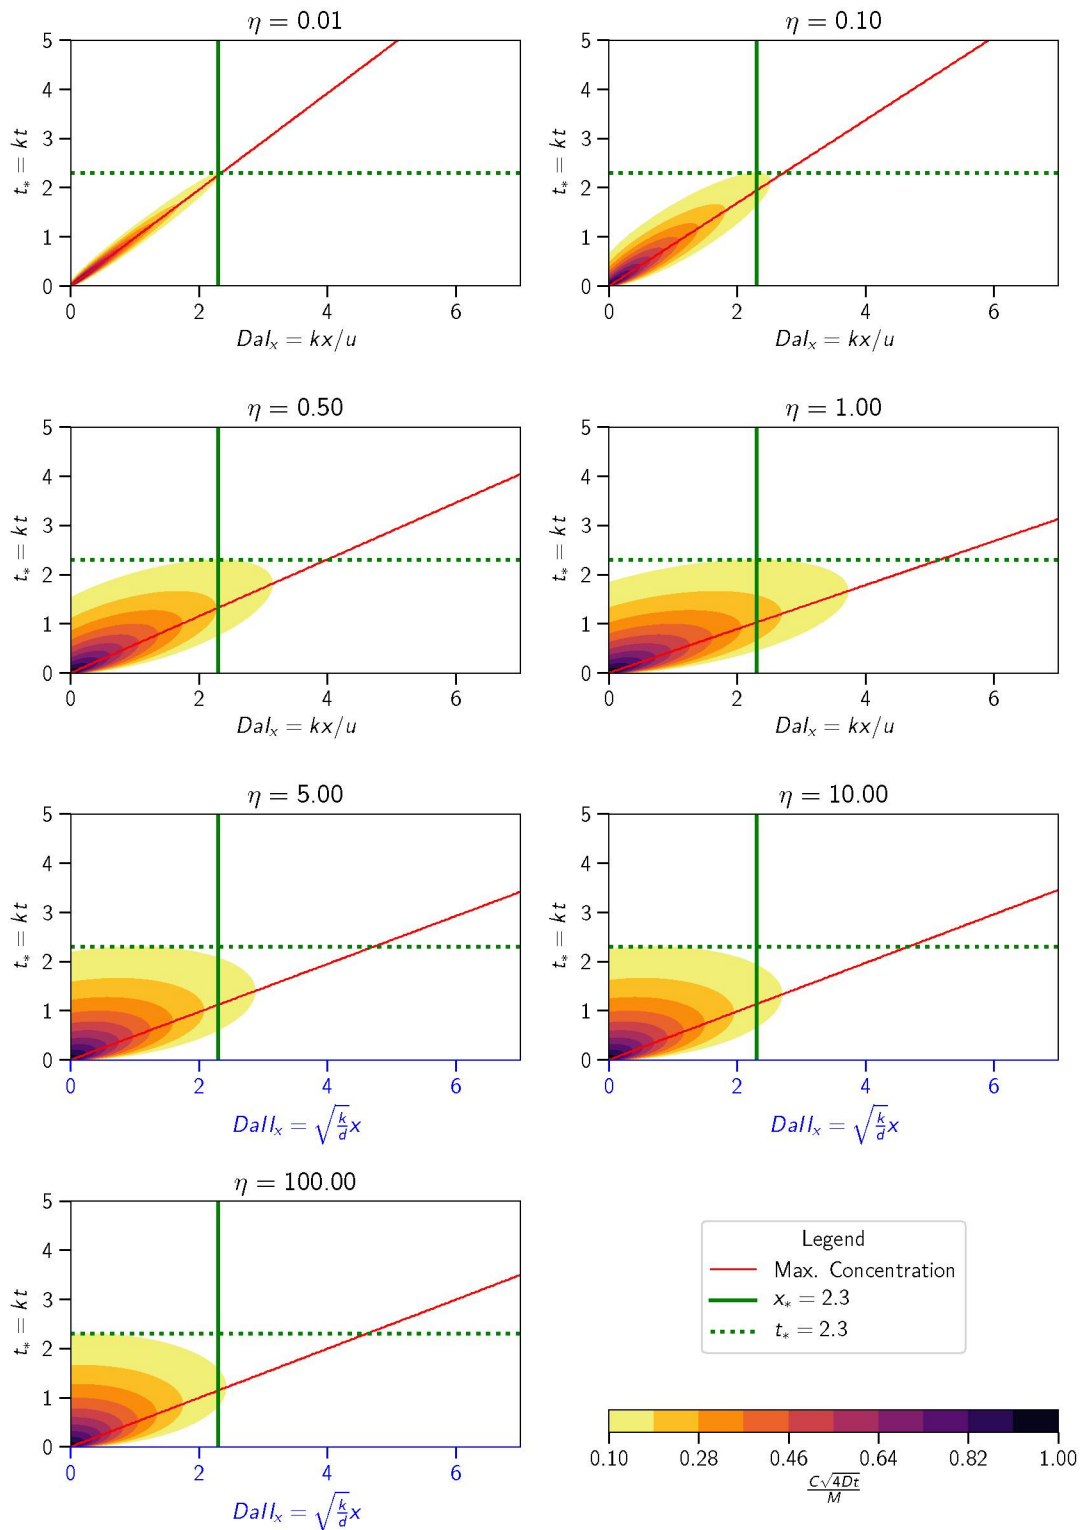 η = 0.01
5
4
3
2
1
0
t* = kt
0 2 4 6
DaI_x = kx/u
η = 0.10
5
4
3
2
1
0
t* = kt
0 2 4 6
DaI_x = kx/u
η = 0.50
5
4
3
2
1
0
t* = kt
0 2 4 6
DaI_x = kx/u
η = 1.00
5
4
3
2
1
0
t* = kt
0 2 4 6
DaI_x = kx/u
η = 5.00
5
4
3
2
1
0
t* = kt
0 2 4 6
DaII_x = √(k/d) x
η = 10.00
5
4
3
2
1
0
t* = kt
0 2 4 6
DaII_x = √(k/d) x
η = 100.00
5
4
3
2
1
0
t* = kt
0 2 4 6
DaII_x = √(k/d) x
Legend
Max. Concentration
x* = 2.3
t* = 2.3
0.10 0.28 0.46 0.64 0.82 1.00
C√4Dt
M